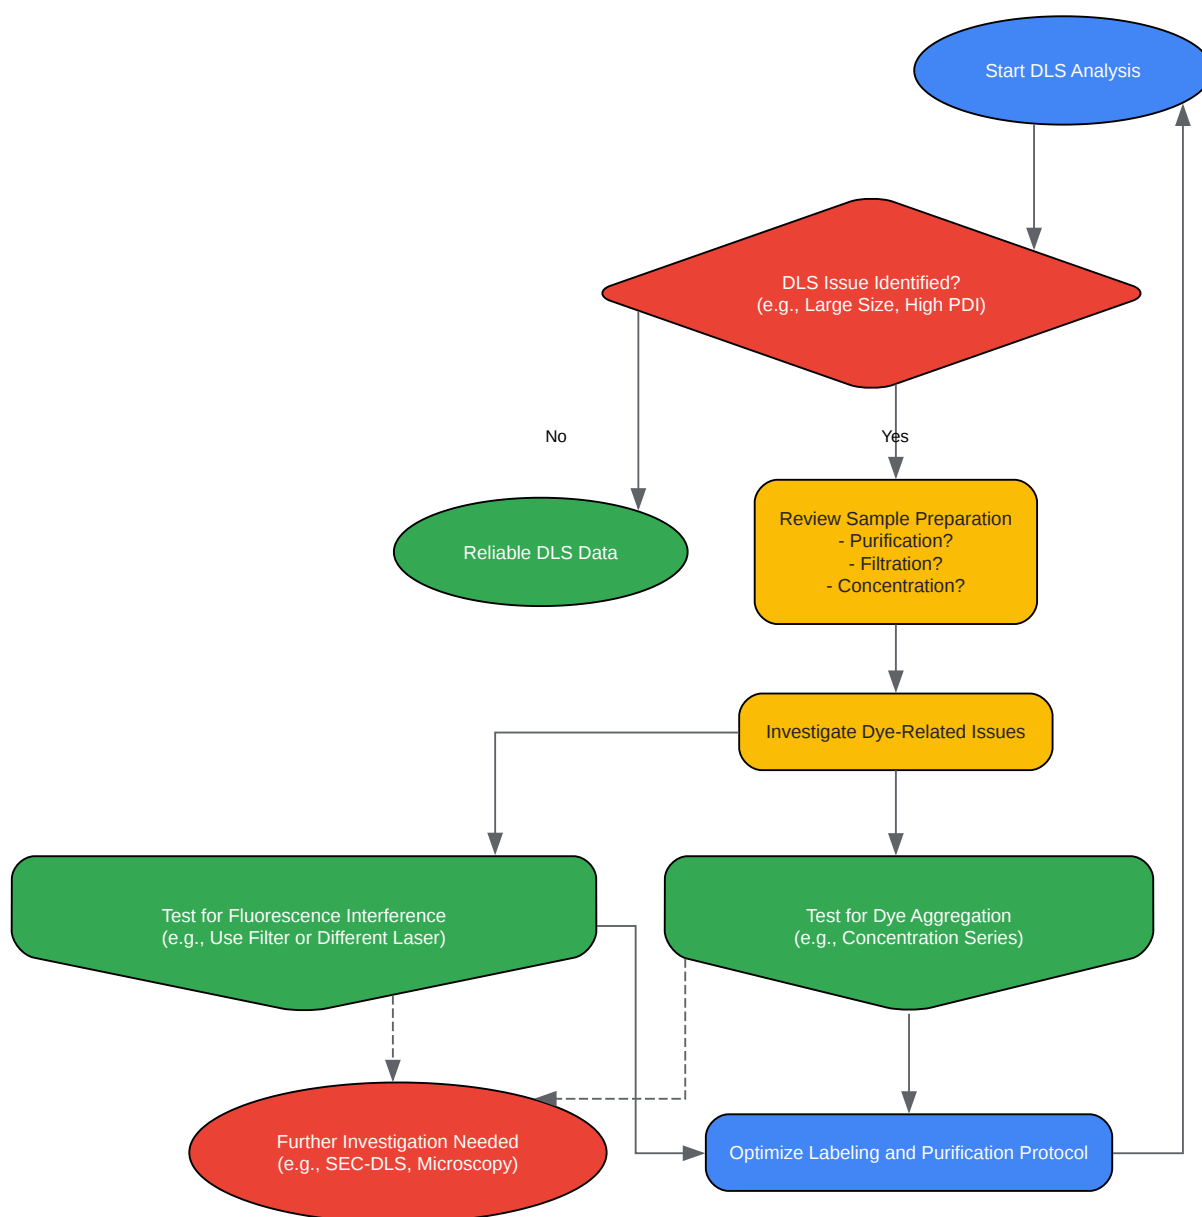 Start DLS Analysis
DLS Issue Identified?
(e.g., Large Size, High PDI)
No
Yes
Review Sample Preparation
- Purification?
- Filtration?
- Concentration?
Reliable DLS Data
Investigate Dye-Related Issues
Test for Fluorescence Interference
(e.g., Use Filter or Different Laser)
Test for Dye Aggregation
(e.g., Concentration Series)
Further Investigation Needed
(e.g., SEC-DLS, Microscopy)
Optimize Labeling and Purification Protocol